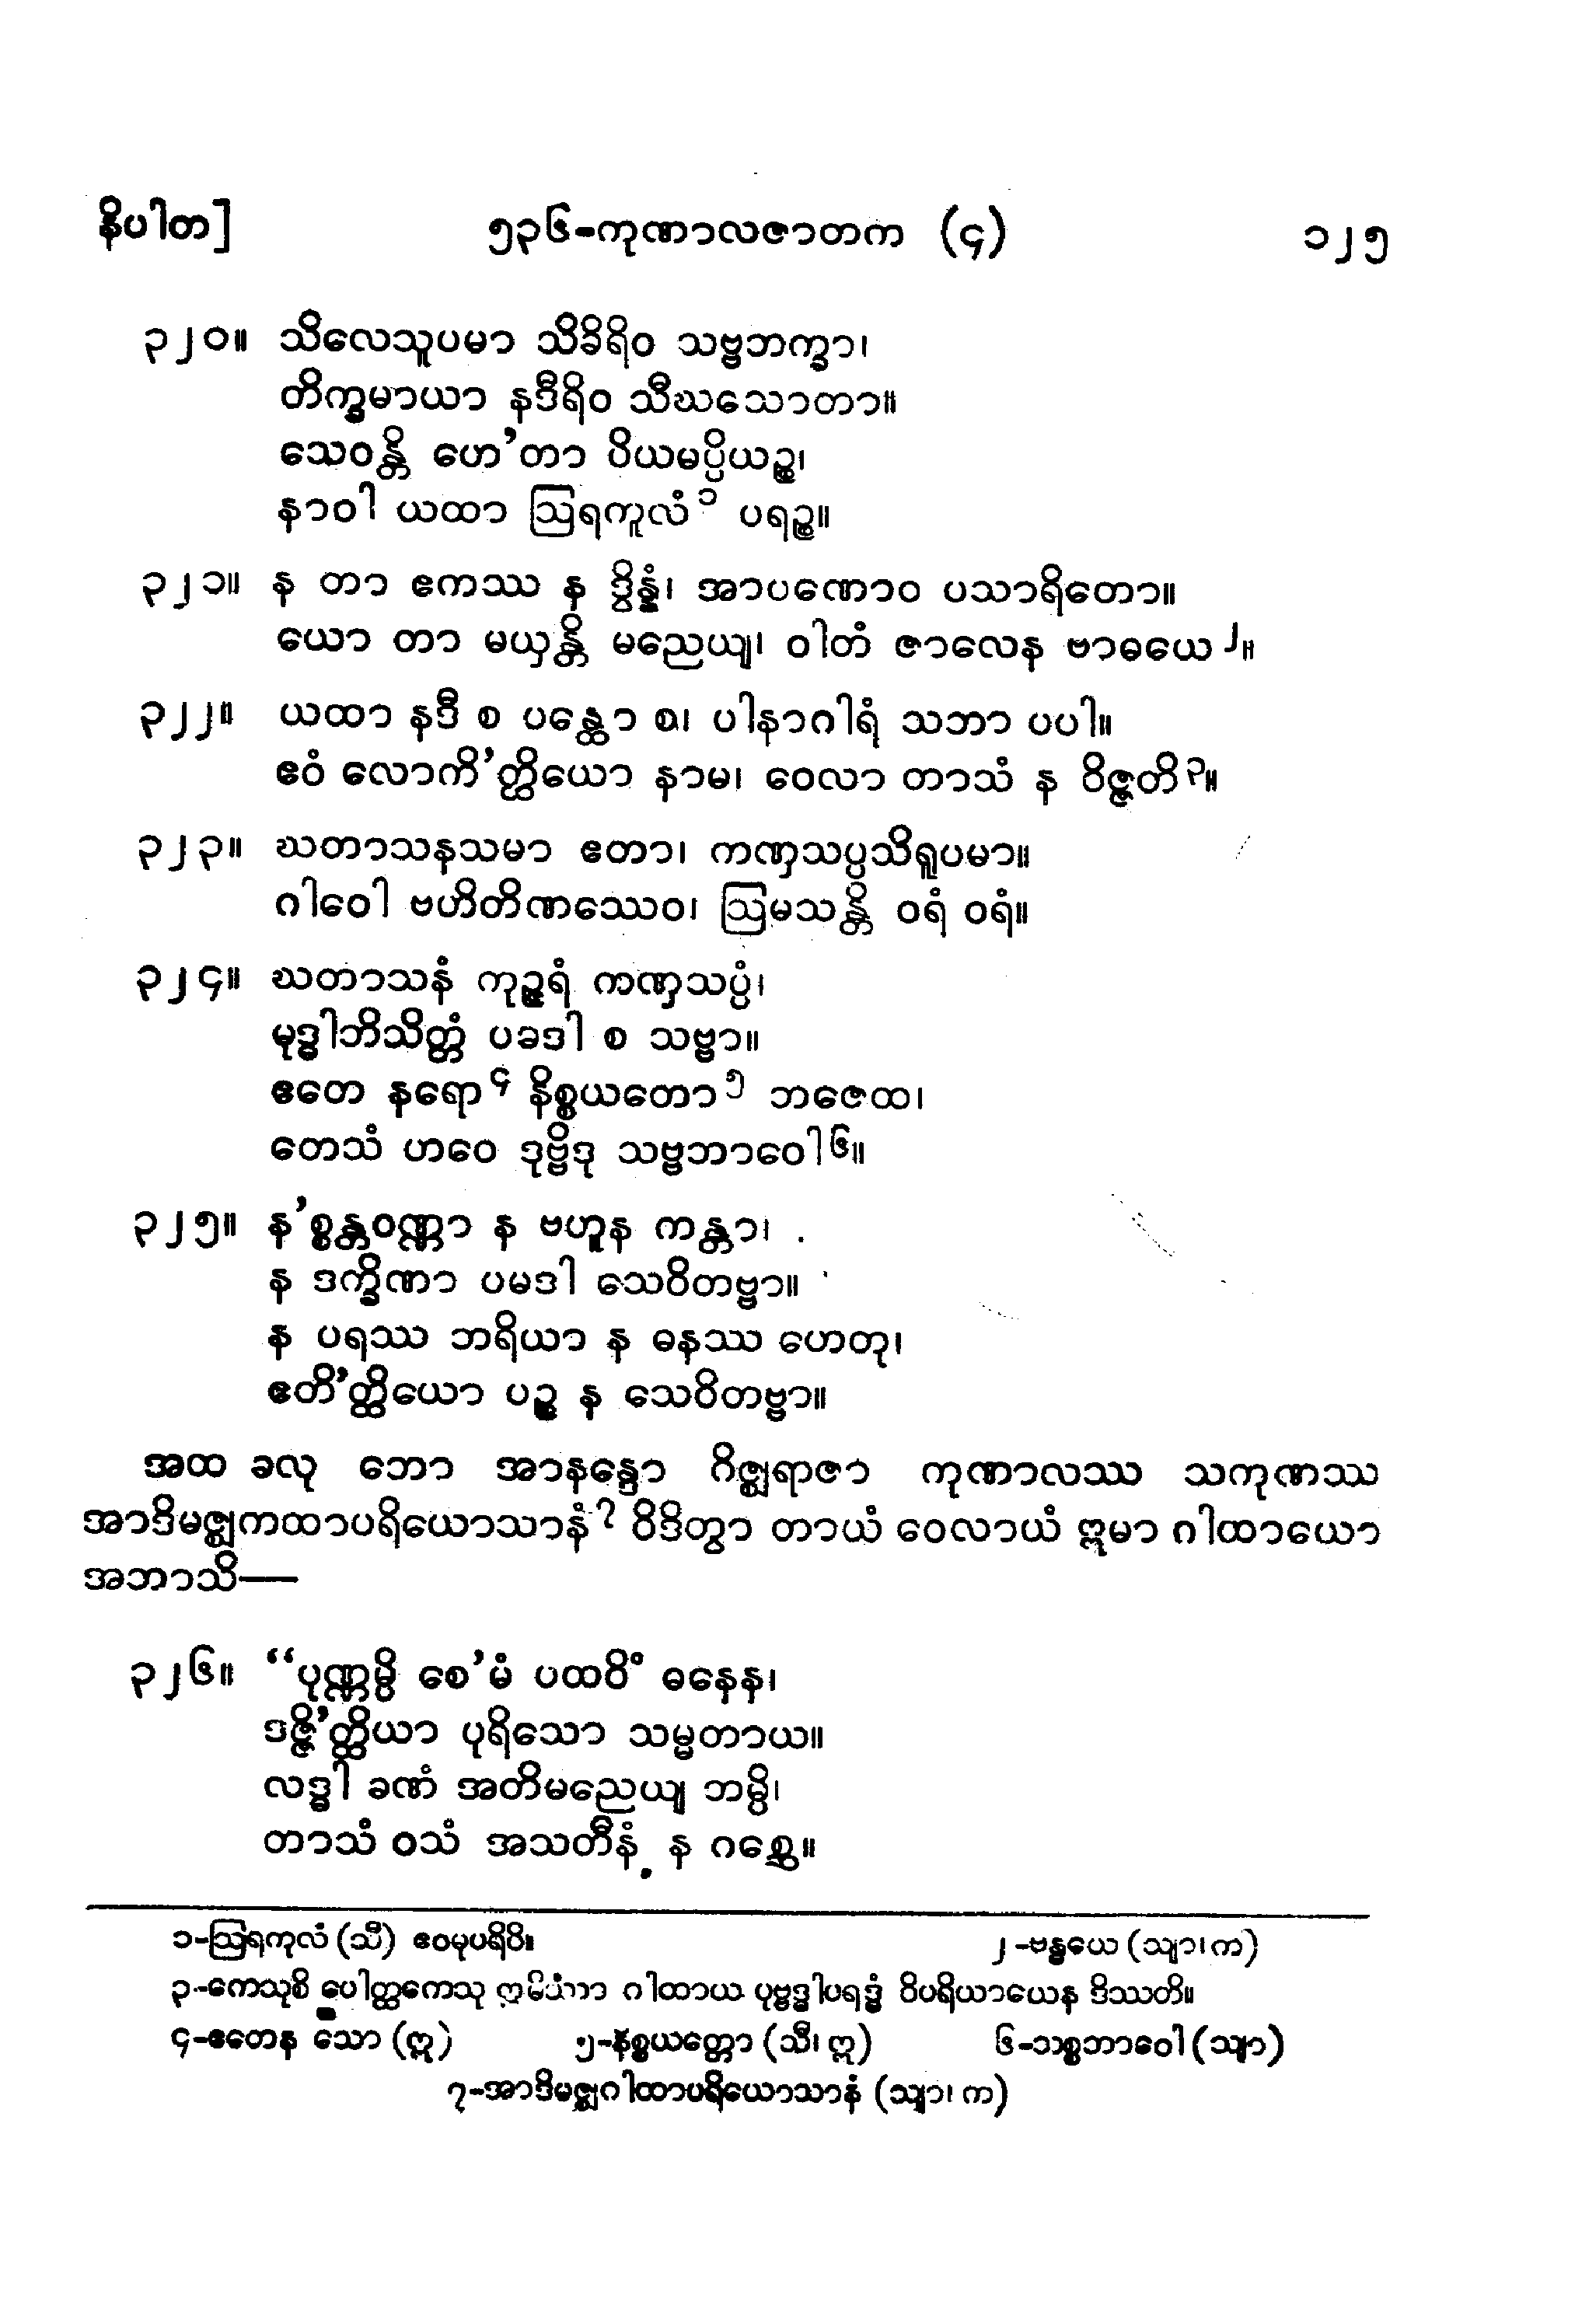 နိပါတ] ၅၃၆-ကုဏာလဇာတက (၄) ၁၂၅
၃၂၀။ သိလေသူပမာ သိခိရိဝ သဗ္ဗဘက္ခာ၊
တိက္ခမာယာ နဒီရိဝ သီဃသောတာ။
သေဝန္တိ ဟေ’တာ ပိယမပ္ပိယဉ္စ၊
နာဝါ ယထာ ဩရကူလံ၁ ပရဉ္စ။
၃၂၁။ န တာ ဧကဿ န ဒွိန္နံ၊ အာပဏောဝ ပသာရိတော။
ယော တာ မယှန္တိ မညေယျ၊ ဝါတံ ဇာလေန ဗာဓယေ၂။
၃၂၂။ ယထာ နဒီ စ ပန္ထော စ၊ ပါနာဂါရံ သဘာ ပပါ။
ဧဝံ လောကိ’တ္ထိယော နာမ၊ ဝေလာ တာသံ န ဝိဇ္ဇတိ၃။
၃၂၃။ ဃတာသနသမာ ဧတာ၊ ကဏှသပ္ပသိရူပမာ။
ဂါဝေါ ဗဟိတိဏဿေဝ၊ ဩမသန္တိ ဝရံ ဝရံ။
၃၂၄။ ဃတာသနံ ကုဉ္ဇရံ ကဏှသပ္ပံ၊
မုဒ္ဓါဘိသိတ္တံ ပခဒါ စ သဗ္ဗာ။
ဧတေ နရော၄ နိစ္စယတော၅ ဘဇေထ၊
တေသံ ဟဝေ ဒုဗ္ဗိဒု သဗ္ဗဘာဝေါ၆။
၃၂၅။ န’စ္စန္တဝဏ္ဏာ န ဗဟူန ကန္တာ၊
န ဒက္ခိဏာ ပမဒါ သေဝိတဗ္ဗာ။
န ပရဿ ဘရိယာ န ဓနဿ ဟေတု၊
ဧတိ’တ္ထိယော ပဉ္စ န သေဝိတဗ္ဗာ။
အထ ခလု ဘော အာနန္ဒော ဂိဇ္ဈရာဇာ ကုဏာလဿ သကုဏဿ
အာဒိမဇ္ဈကထာပရိယောသာနံ၇ ဝိဒိတွာ တာယံ ဝေလာယံ ဣမာ ဂါထာယော
အဘာသိ—
၃၂၆။ “ပုဏ္ဏမ္ပိ စေ’မံ ပထဝိံ ဓနေန၊
ဒဇ္ဇိ’တ္ထိယာ ပုရိသော သမ္မတာယ။
လဒ္ဓါ ခဏံ အတိမညေယျ ဘမ္ပိ၊
တာသံ ဝသံ အသတီနံ န ဂစ္ဆေ။
၁-ဩရကုလံ (သီ) ဧဝမုပရိပိ။ ၂-ဗန္ဓယေ (သျာ၊ က)
၃-ကေသုစိ ပေါတ္ထကေသု ဣမိဿာ ဂါထာယ ပုဗ္ဗဒ္ဓါပရဒ္ဓံ ဝိပရိယာယေန ဒိဿတိ။
၄-ဧတေန သော (ဣ) ၅-နိစ္စယတ္တော (သီ၊ ဣ) ၆-သစ္စဘာဝေါ (သျာ)
၇-အာဒိမဇ္ဈဂါထာပရိယောသာနံ (သျာ၊ က)